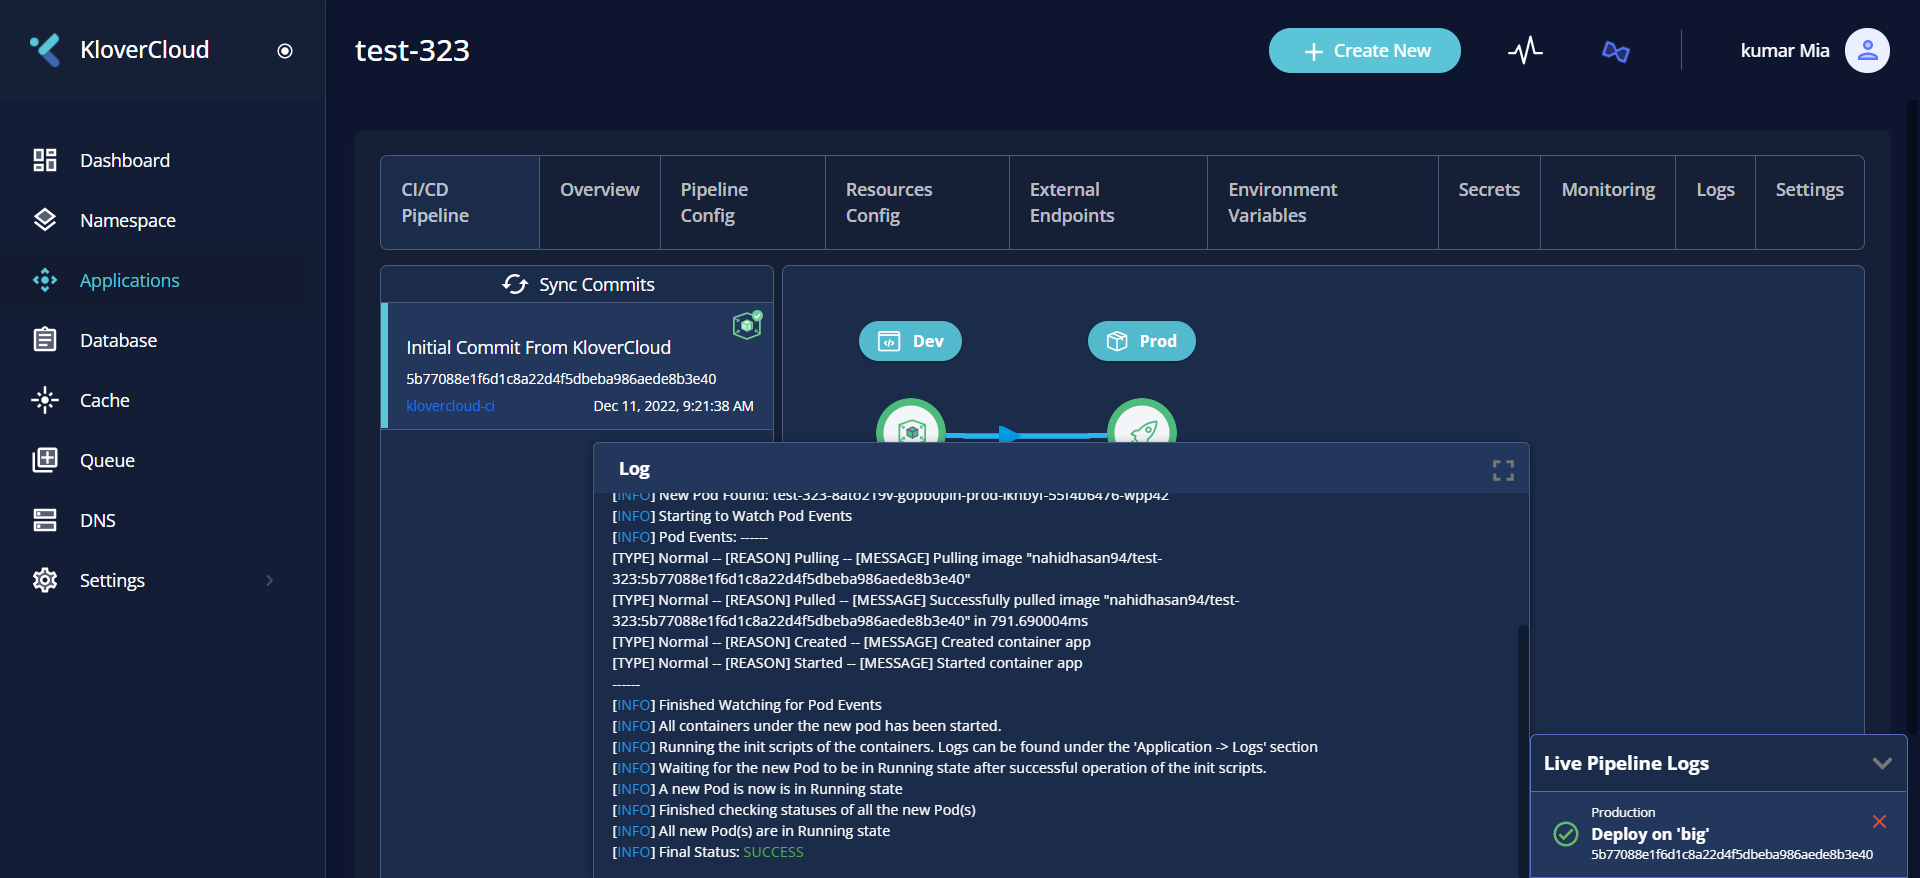 KloverCloud
test-323
Create New
kumar Mia
Dashboard
Namespace
Applications
Database
Cache
Queue
DNS
Settings
CI/CD
Pipeline
Overview
Pipeline
Config
Resources
Config
External
Endpoints
Environment
Variables
Secrets
Monitoring
Logs
Settings
Sync Commits
Initial Commit From KloverCloud
5b77088e1f6d1c8a22d4f5dbeba986aede8b3e40
klovercloud-ci
Dec 11, 2022, 9:21:38 AM
Dev
Prod
Log
[INFO] New Pod Found:
[INFO] Starting to Watch Pod Events
[INFO] Pod Events: ------
[TYPE] Normal -- [REASON] Pulling -- [MESSAGE] Pulling image "nahidhasan94/test-
323:5b77088e1f6d1c8a22d4f5dbeba986aede8b3e40"
[TYPE] Normal -- [REASON] Pulled -- [MESSAGE] Successfully pulled image "nahidhasan94/test-
323:5b77088e1f6d1c8a22d4f5dbeba986aede8b3e40" in 791.690004ms
[TYPE] Normal -- [REASON] Created -- [MESSAGE] Created container app
[TYPE] Normal -- [REASON] Started -- [MESSAGE] Started container app
------
[INFO] Finished Watching for Pod Events
[INFO] All containers under the new pod has been started.
[INFO] Running the init scripts of the containers. Logs can be found under the 'Application -> Logs' section
[INFO] Waiting for the new Pod to be in Running state after successful operation of the init scripts.
[INFO] A new Pod is now is in Running state
[INFO] Finished checking statuses of all the new Pod(s)
[INFO] All new Pod(s) are in Running state
[INFO] Final Status: SUCCESS
Live Pipeline Logs
Production
Deploy on 'big'
5b77088e1f6d1c8a22d4f5dbeba986aede8b3e40